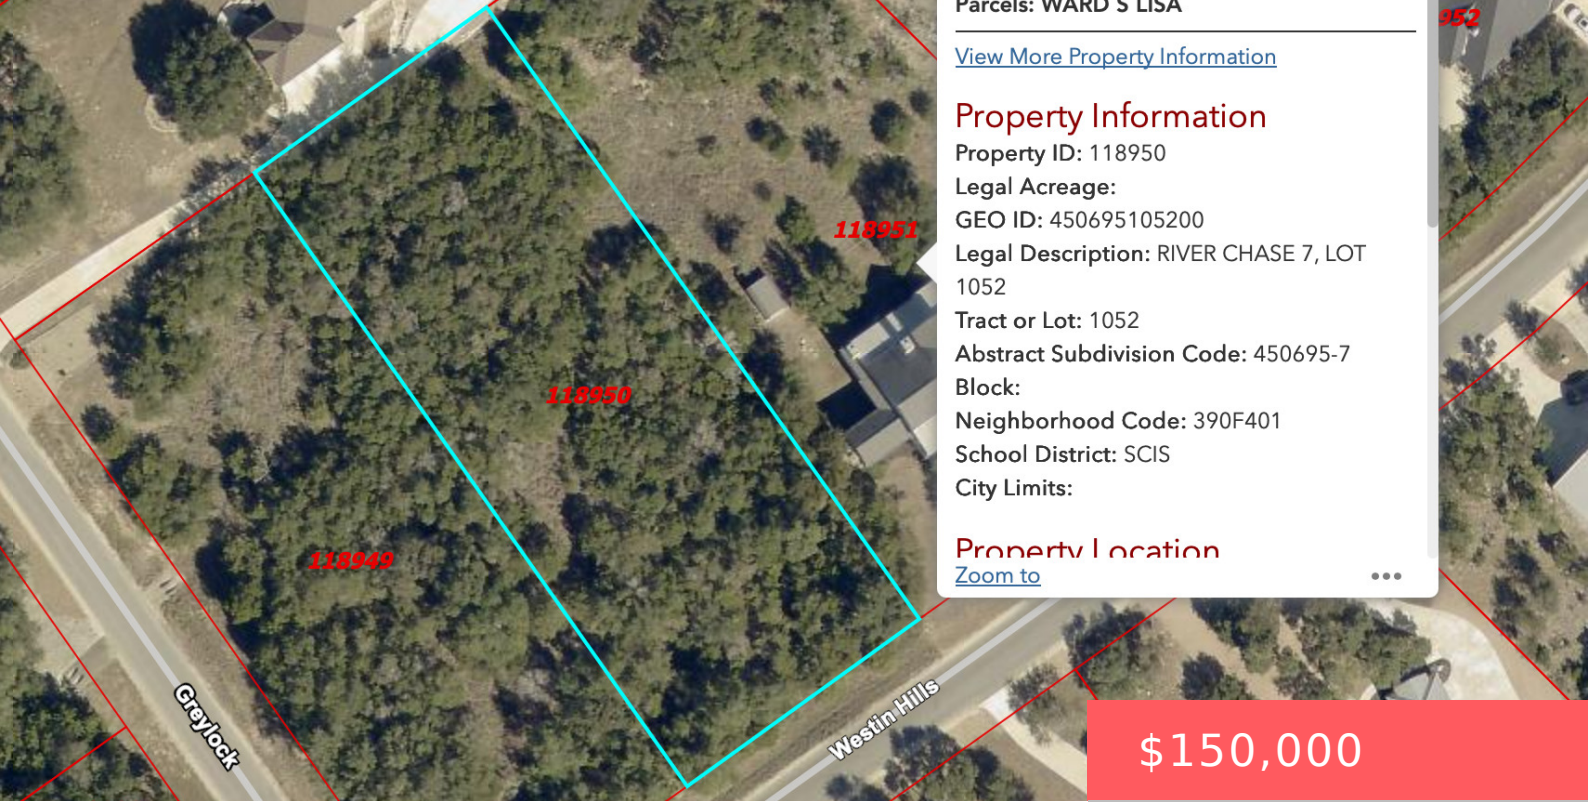 Parcels: WARD S LISA
952
View More Property Information
Property Information
Property ID: 118950
Legal Acreage:
GEO ID: 450695105200
Legal Description: RIVER CHASE 7, LOT
1052
Tract or Lot: 1052
Abstract Subdivision Code: 450695-7
Block:
Neighborhood Code: 390F401
School District: SCIS
City Limits:
Property Location
Zoom to
118951
118950
118949
Greylock
Westin Hills
$150,000